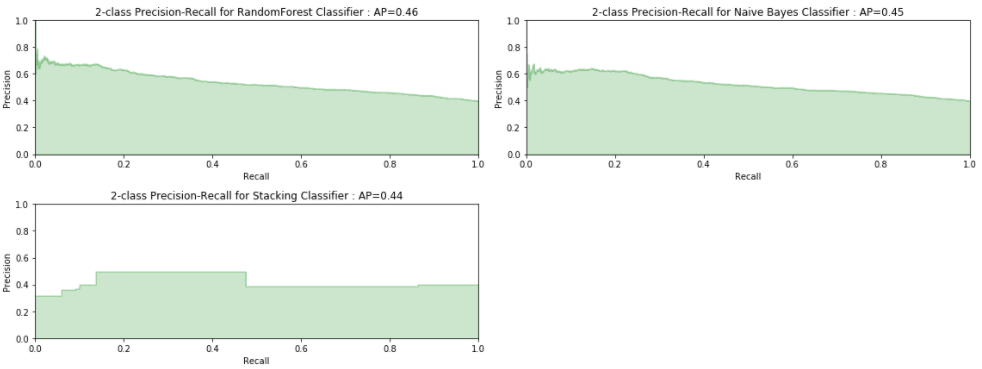 2-class Precision-Recall for RandomForest Classifier : AP=0.46
1.0
0.8
0.6
0.4
0.2
0.0
Precision
0.0 0.2 0.4 0.6 0.8 1.0
Recall
2-class Precision-Recall for Naive Bayes Classifier : AP=0.45
1.0
0.8
0.6
0.4
0.2
0.0
Precision
0.0 0.2 0.4 0.6 0.8 1.0
Recall
2-class Precision-Recall for Stacking Classifier : AP=0.44
1.0
0.8
0.6
0.4
0.2
0.0
Precision
0.0 0.2 0.4 0.6 0.8 1.0
Recall